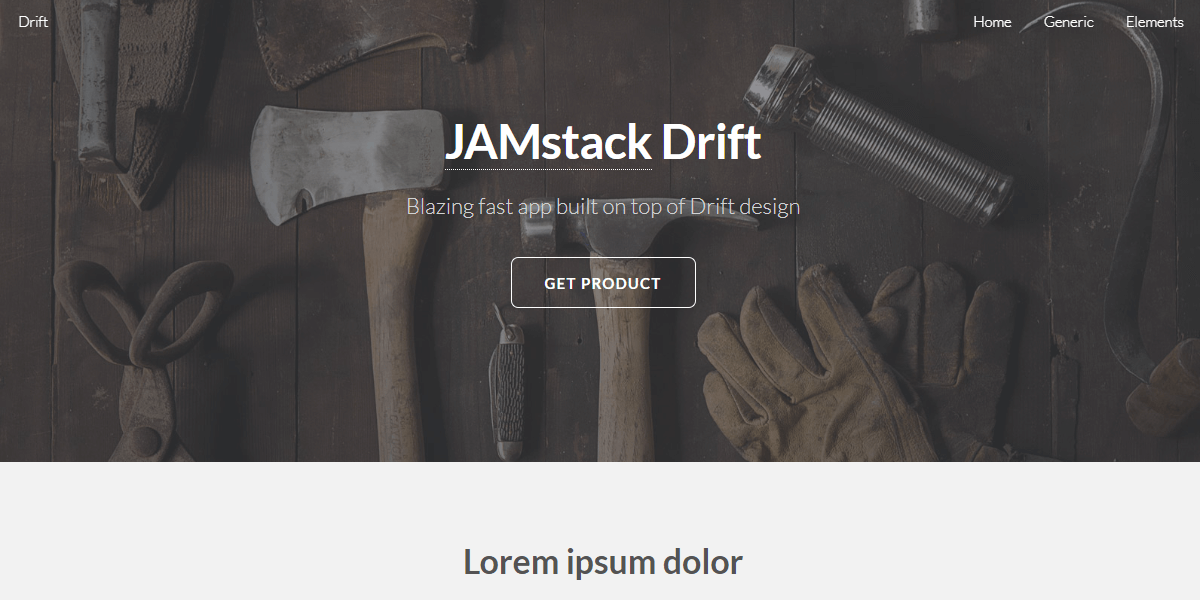 Drift
Home Generic Elements
JAMstack Drift
Blazing fast app built on top of Drift design
GET PRODUCT
Lorem ipsum dolor